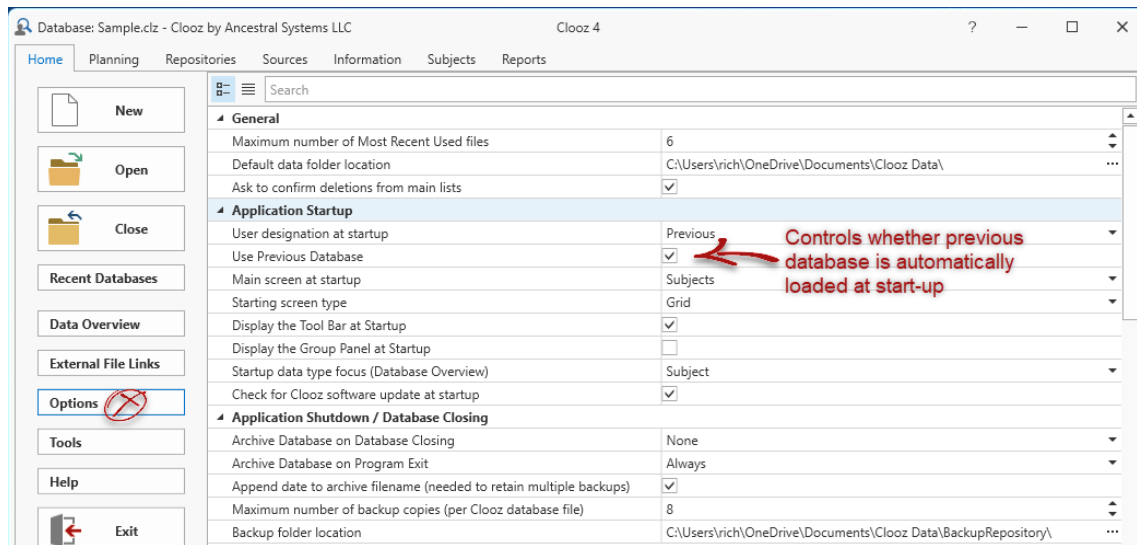 Database: Sample.clz - Clooz by Ancestral Systems LLC Clooz 4 ?
Home Planning Repositories Sources Information Subjects Reports
Search
New
Open
Close
Recent Databases
Data Overview
External File Links
Options
Tools
Help
Exit
General
Maximum number of Most Recent Used files 6
Default data folder location C:\Users\rich\OneDrive\Documents\Clooz Data\ ...
Ask to confirm deletions from main lists
Application Startup
User designation at startup Previous
Use Previous Database
Main screen at startup Subjects
Starting screen type Grid
Display the Tool Bar at Startup
Display the Group Panel at Startup
Startup data type focus (Database Overview) Subject
Check for Clooz software update at startup
Application Shutdown / Database Closing
Archive Database on Database Closing None
Archive Database on Program Exit Always
Append date to archive filename (needed to retain multiple backups)
Maximum number of backup copies (per Clooz database file) 8
Backup folder location C:\Users\rich\OneDrive\Documents\Clooz Data\BackupRepository\ ...
Controls whether previous
database is automatically
loaded at start-up